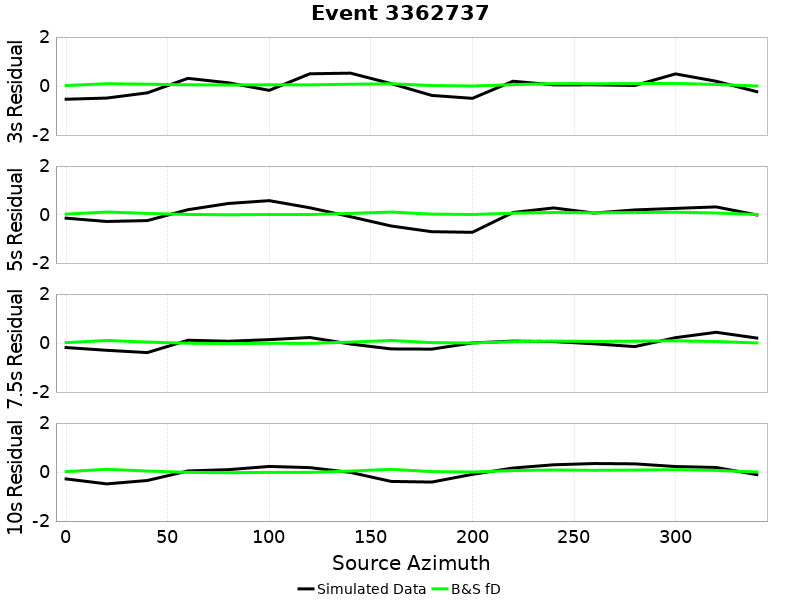 Event 3362737
3s Residual
2
0
-2
5s Residual
2
0
-2
7.5s Residual
2
0
-2
10s Residual
2
0
-2
0 50 100 150 200 250 300
Source Azimuth
Simulated Data B&S fD